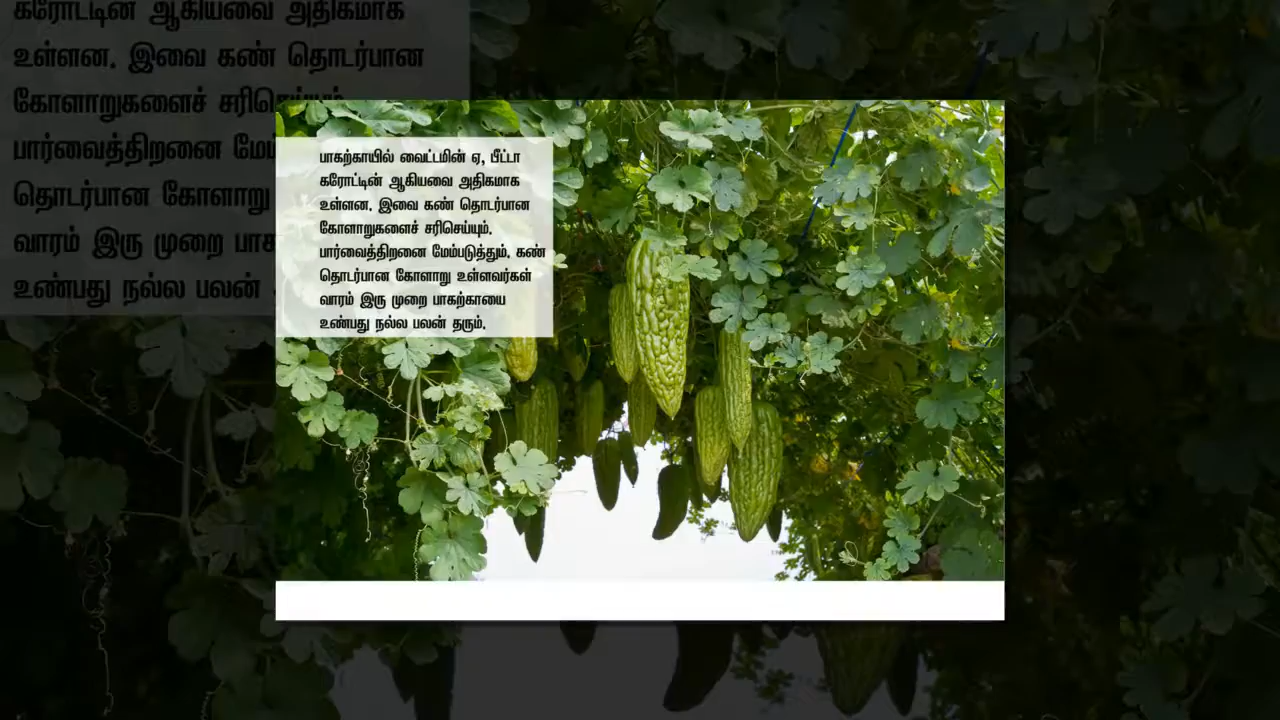 பாகற்காயில் வைட்டமின் ஏ, பீட்டா
கரோட்டின் ஆகியவை அதிகமாக
உள்ளன. இவை கண் தொடர்பான
கோளாறுகளைச் சரிசெய்யும்.
பார்வைத்திறனை மேம்படுத்தும். கண்
தொடர்பான கோளாறு உள்ளவர்கள்
வாரம் இரு முறை பாகற்காயை
உண்பது நல்ல பலன் தரும்.